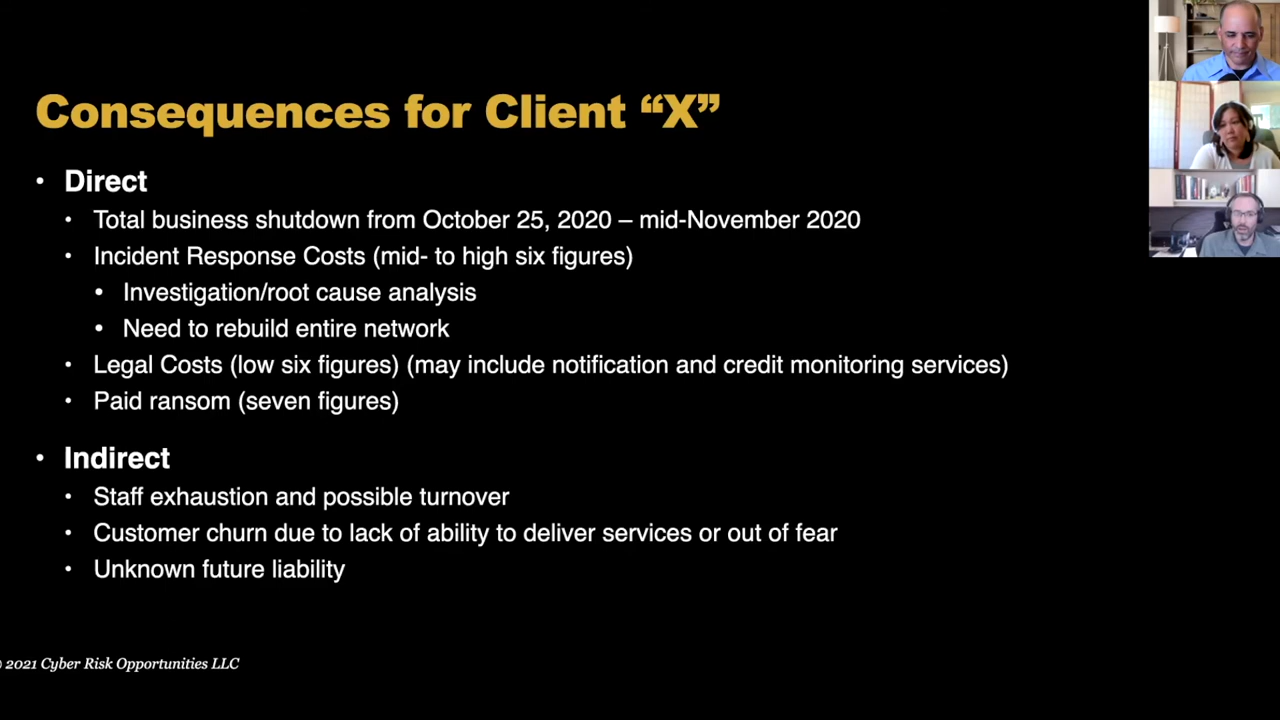 Consequences for Client “X”
• Direct
• Total business shutdown from October 25, 2020 – mid-November 2020
• Incident Response Costs (mid- to high six figures)
• Investigation/root cause analysis
• Need to rebuild entire network
• Legal Costs (low six figures) (may include notification and credit monitoring services)
• Paid ransom (seven figures)
• Indirect
• Staff exhaustion and possible turnover
• Customer churn due to lack of ability to deliver services or out of fear
• Unknown future liability
© 2021 Cyber Risk Opportunities LLC